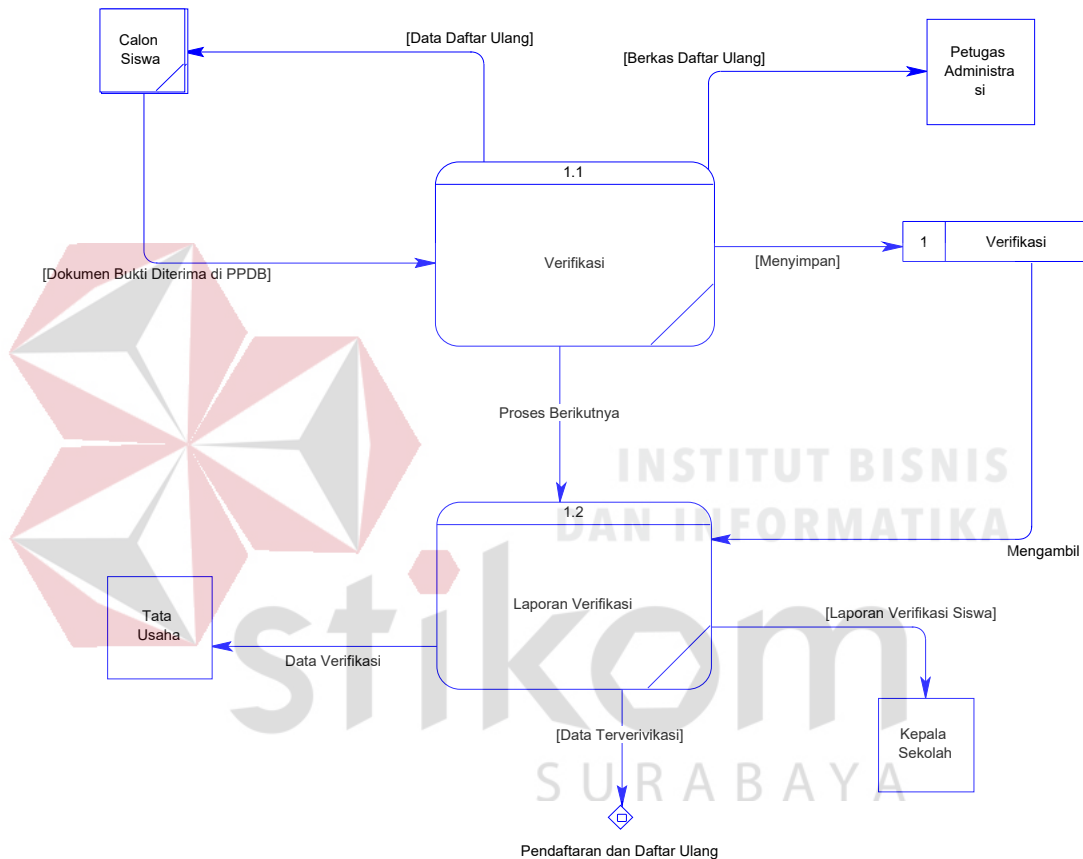 Calon
Siswa
[Data Daftar Ulang]
[Berkas Daftar Ulang]
Petugas
Administra
si
1.1
Verifikasi
[Dokumen Bukti Diterima di PPDB]
[Menyimpan]
1
Verifikasi
Proses Berikutnya
INSTITUT BISNIS
DAN INFORMATIKA
1.2
Mengambil
Laporan Verifikasi
Tata
Usaha
Data Verifikasi
[Laporan Verifikasi Siswa]
stikom
[Data Terverivikasi]
Kepala
Sekolah
SURABAYA
Pendaftaran dan Daftar Ulang